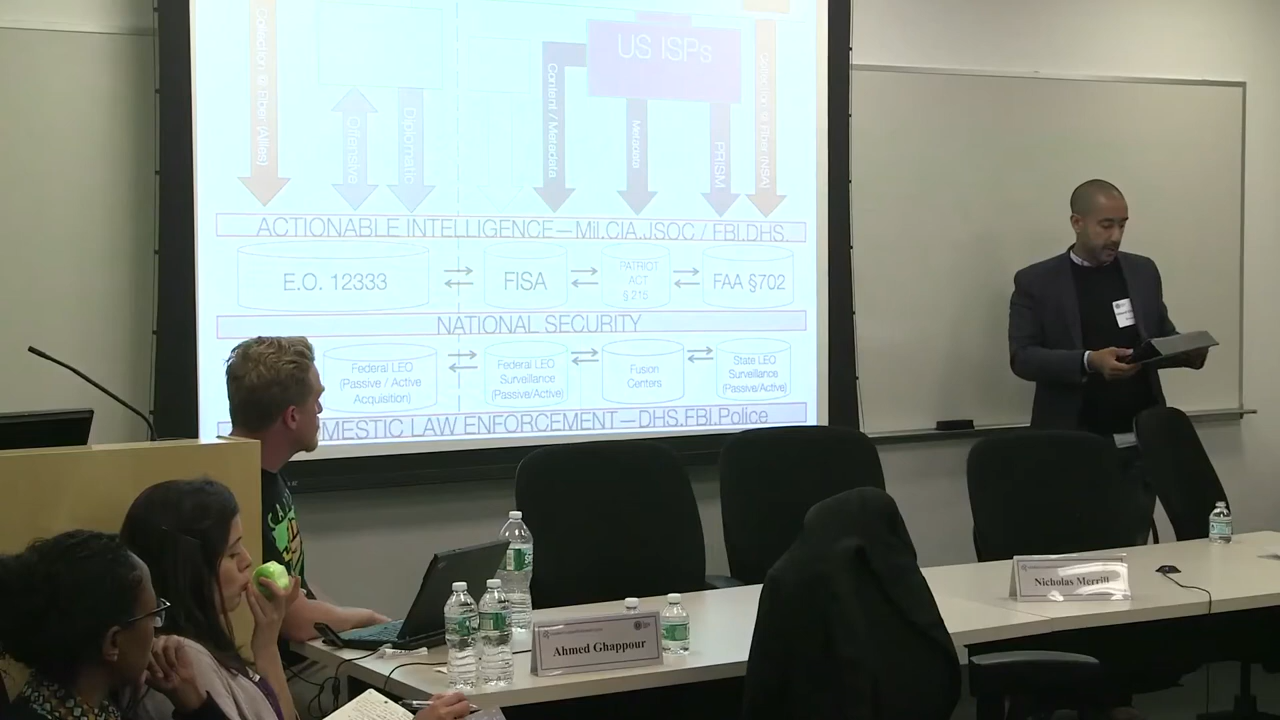 US ISPs
Collection @ Fiber (Allies)
Offensive
Diplomatic
Content / Metadata
Metadata
PRISM
Collection @ Fiber (NSA)
ACTIONABLE INTELLIGENCE—Mil.CIA.JSOC / FBI.DHS.
E.O. 12333
FISA
PATRIOT
ACT
§ 215
FAA §702
NATIONAL SECURITY
Federal LEO
(Passive / Active
Acquisition)
Federal LEO
Surveillance
(Passive/Active)
Fusion
Centers
State LEO
Surveillance
(Passive/Active)
MESTIC LAW ENFORCEMENT—DHS.FBI.Police
Nicholas Merrill
Ahmed Ghappour